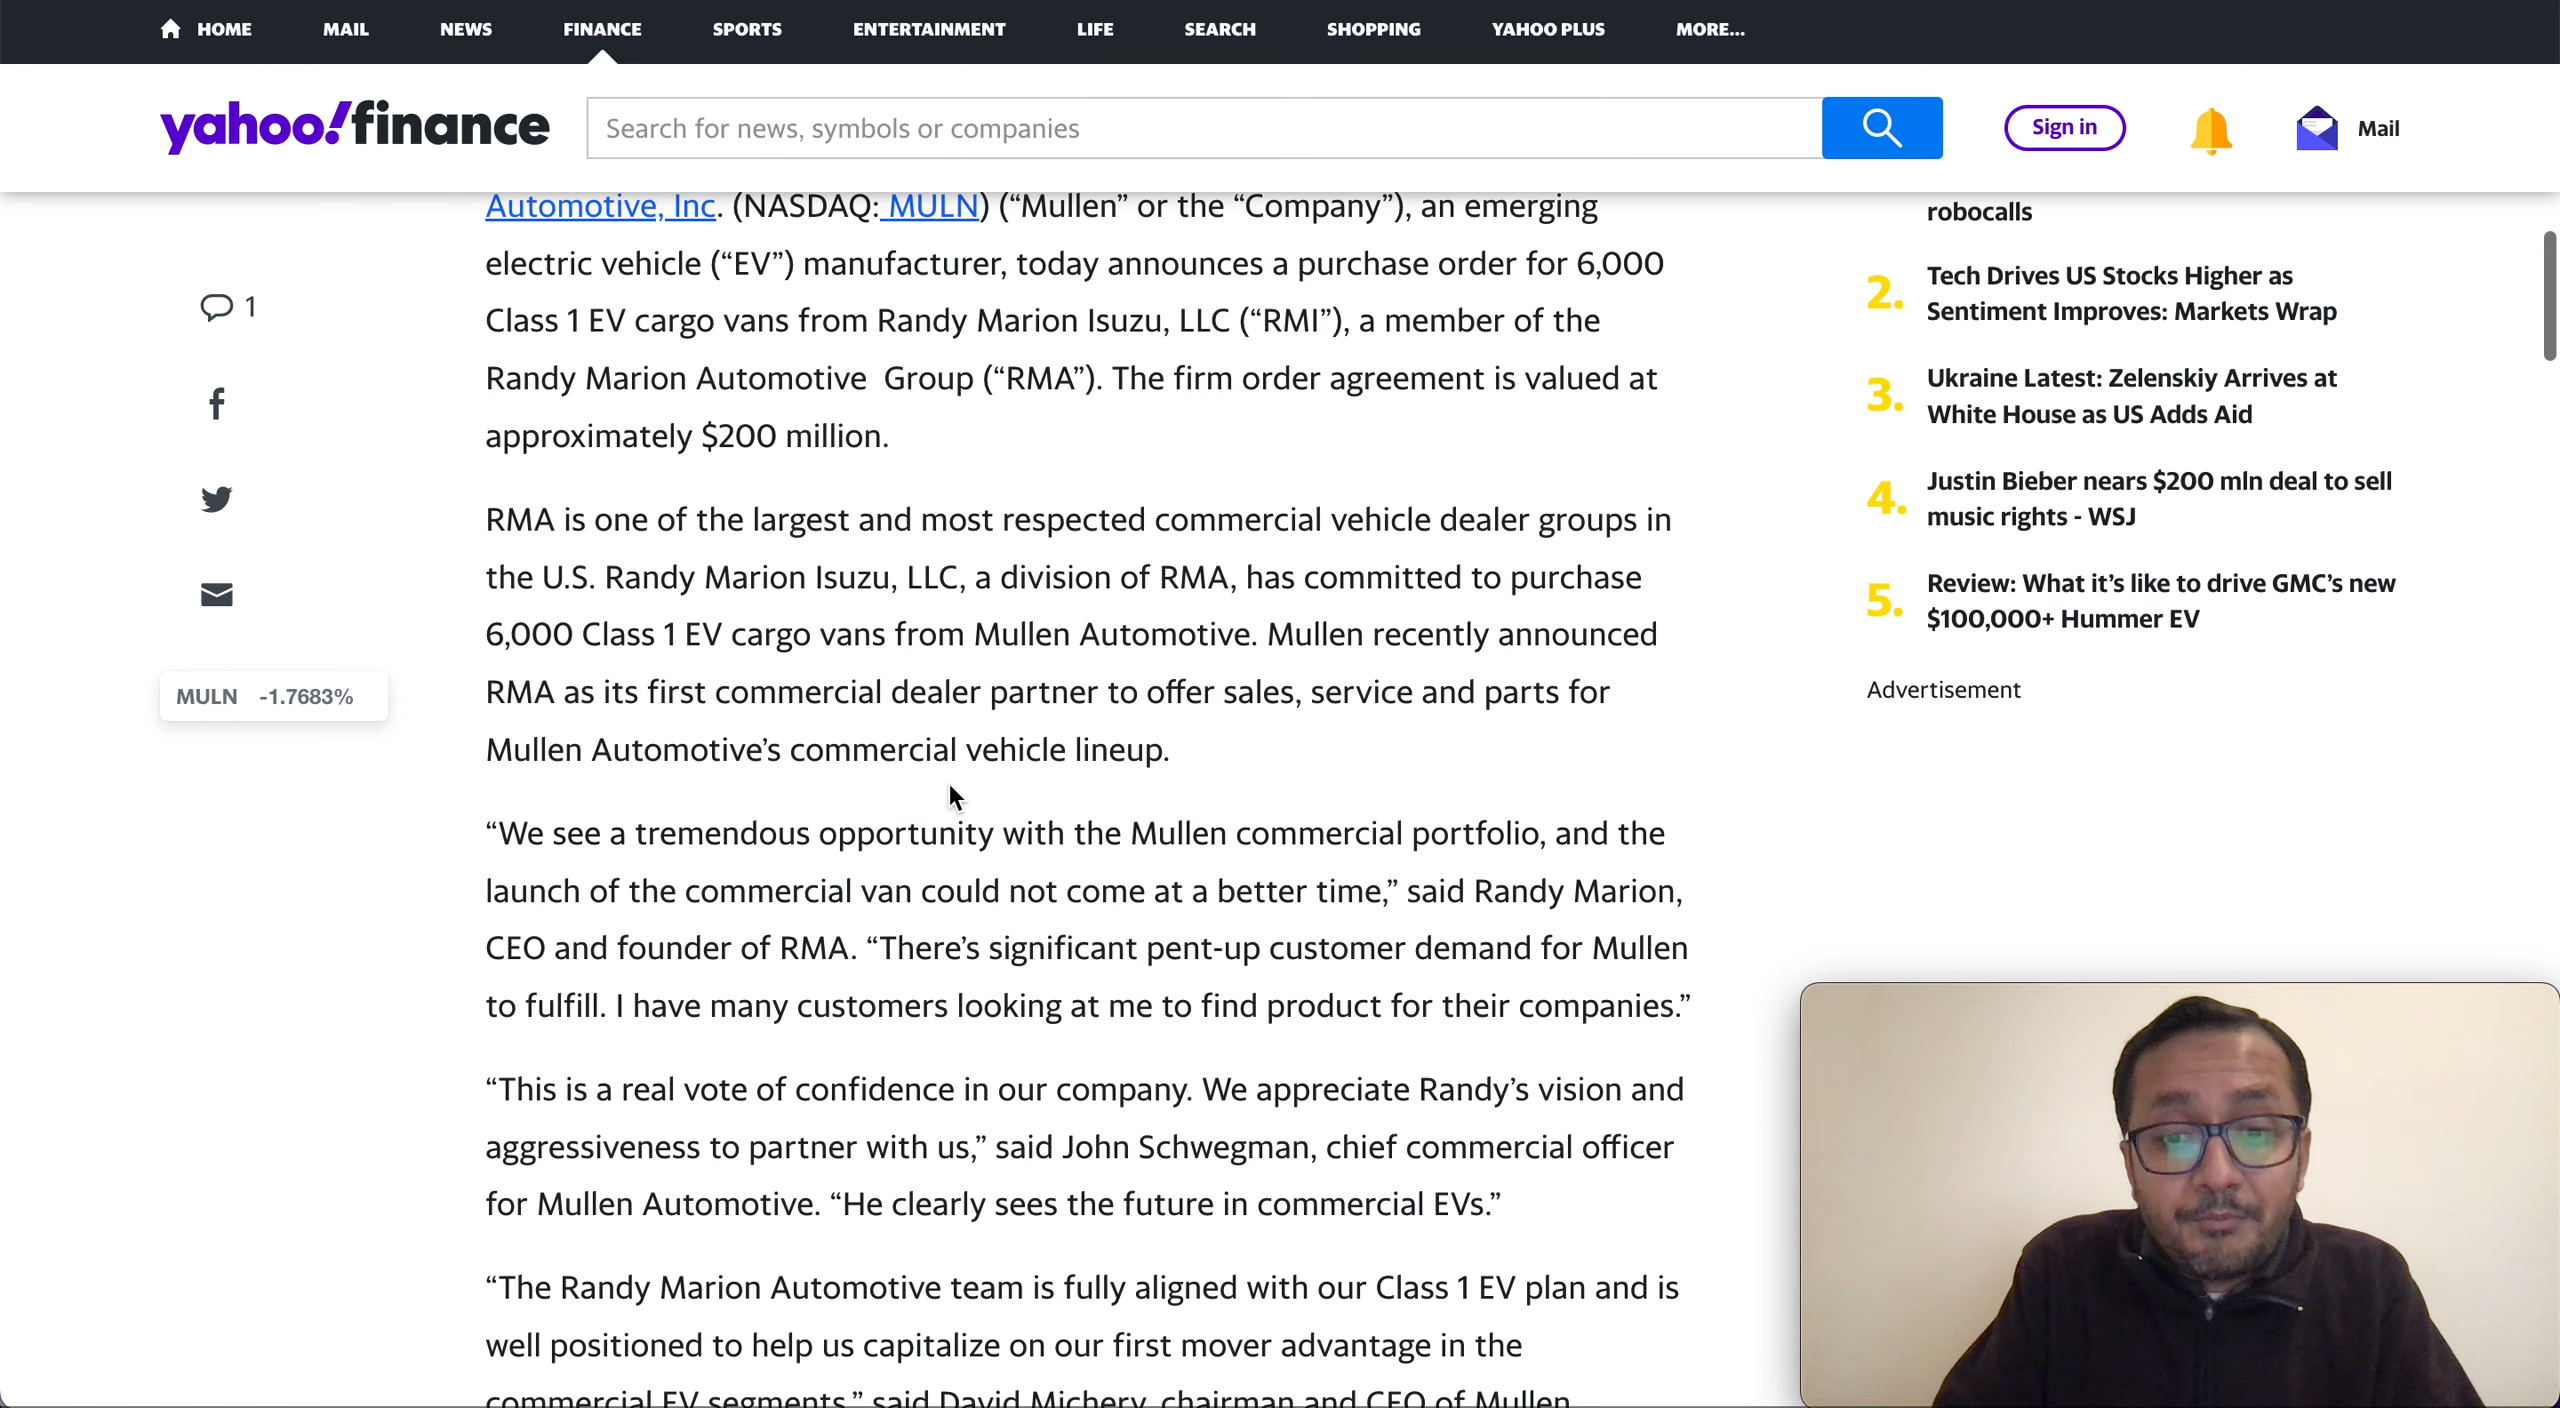 HOME MAIL NEWS FINANCE SPORTS ENTERTAINMENT LIFE SEARCH SHOPPING YAHOO PLUS MORE...
yahoo!finance
Search for news, symbols or companies
Sign in
Mail
Automotive, Inc. (NASDAQ: MULN) (“Mullen” or the “Company”), an emerging
electric vehicle (“EV”) manufacturer, today announces a purchase order for 6,000
Class 1 EV cargo vans from Randy Marion Isuzu, LLC (“RMI”), a member of the
Randy Marion Automotive Group (“RMA”). The firm order agreement is valued at
approximately $200 million.
RMA is one of the largest and most respected commercial vehicle dealer groups in
the U.S. Randy Marion Isuzu, LLC, a division of RMA, has committed to purchase
6,000 Class 1 EV cargo vans from Mullen Automotive. Mullen recently announced
RMA as its first commercial dealer partner to offer sales, service and parts for
Mullen Automotive’s commercial vehicle lineup.
“We see a tremendous opportunity with the Mullen commercial portfolio, and the
launch of the commercial van could not come at a better time,” said Randy Marion,
CEO and founder of RMA. “There’s significant pent-up customer demand for Mullen
to fulfill. I have many customers looking at me to find product for their companies.”
“This is a real vote of confidence in our company. We appreciate Randy’s vision and
aggressiveness to partner with us,” said John Schwegman, chief commercial officer
for Mullen Automotive. “He clearly sees the future in commercial EVs.”
“The Randy Marion Automotive team is fully aligned with our Class 1 EV plan and is
well positioned to help us capitalize on our first mover advantage in the
commercial EV segments,” said David Michery, chairman and CEO of Mullen
1
MULN -1.7683%
robocalls
2. Tech Drives US Stocks Higher as
Sentiment Improves: Markets Wrap
3. Ukraine Latest: Zelenskiy Arrives at
White House as US Adds Aid
4. Justin Bieber nears $200 mln deal to sell
music rights - WSJ
5. Review: What it’s like to drive GMC’s new
$100,000+ Hummer EV
Advertisement